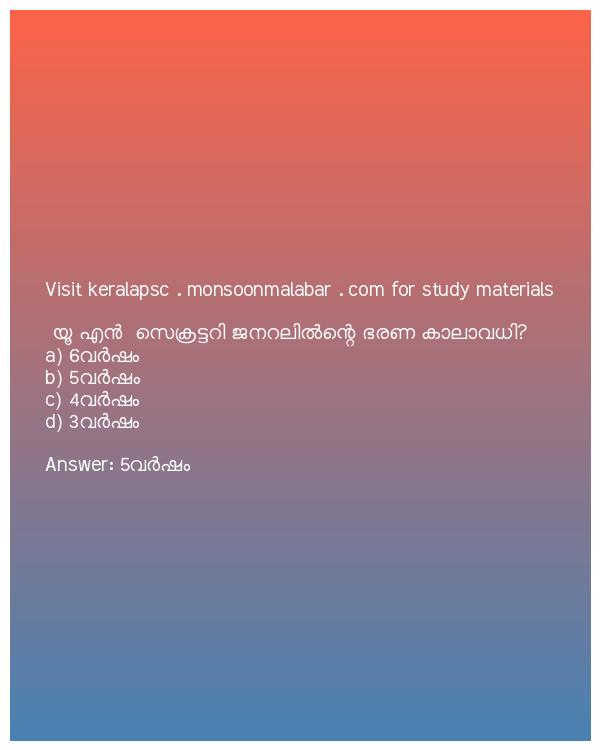 Visit keralapsc . monsoonmalabar . com for study materials
യൂ എൻ സെക്രട്ടറി ജനറലിൽന്റെ ഭരണ കാലാവധി?
a) 6വർഷം
b) 5വർഷം
c) 4വർഷം
d) 3വർഷം
Answer: 5വർഷം